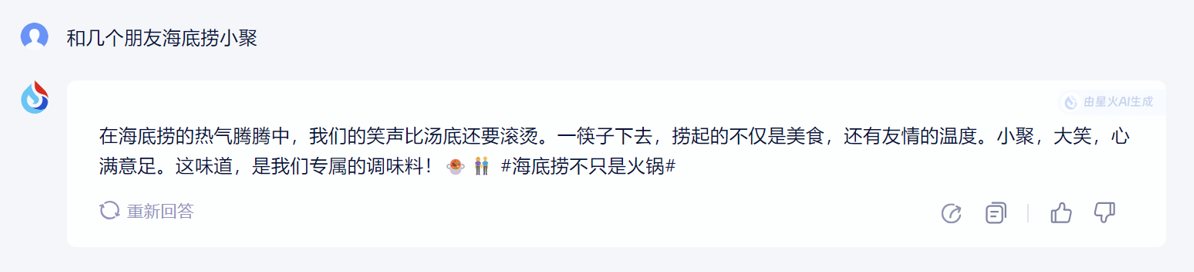 和几个朋友海底捞小聚
由星火AI生成
在海底捞的热气腾腾中，我们的笑声比汤底还要滚烫。一筷子下去，捞起的不仅是美食，还有友情的温度。小聚，大笑，心
满意足。这味道，是我们专属的调味料！🍲👬 #海底捞不只是火锅#
重新回答